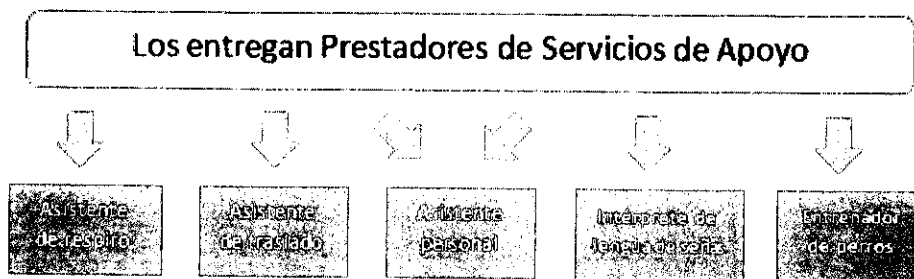 Los entregan Prestadores de Servicios de Apoyo
Asistente
de respiro
Asistente
de traslado
Asistente
personal
Intérprete de
lengua de señas
Entrenador
de perros